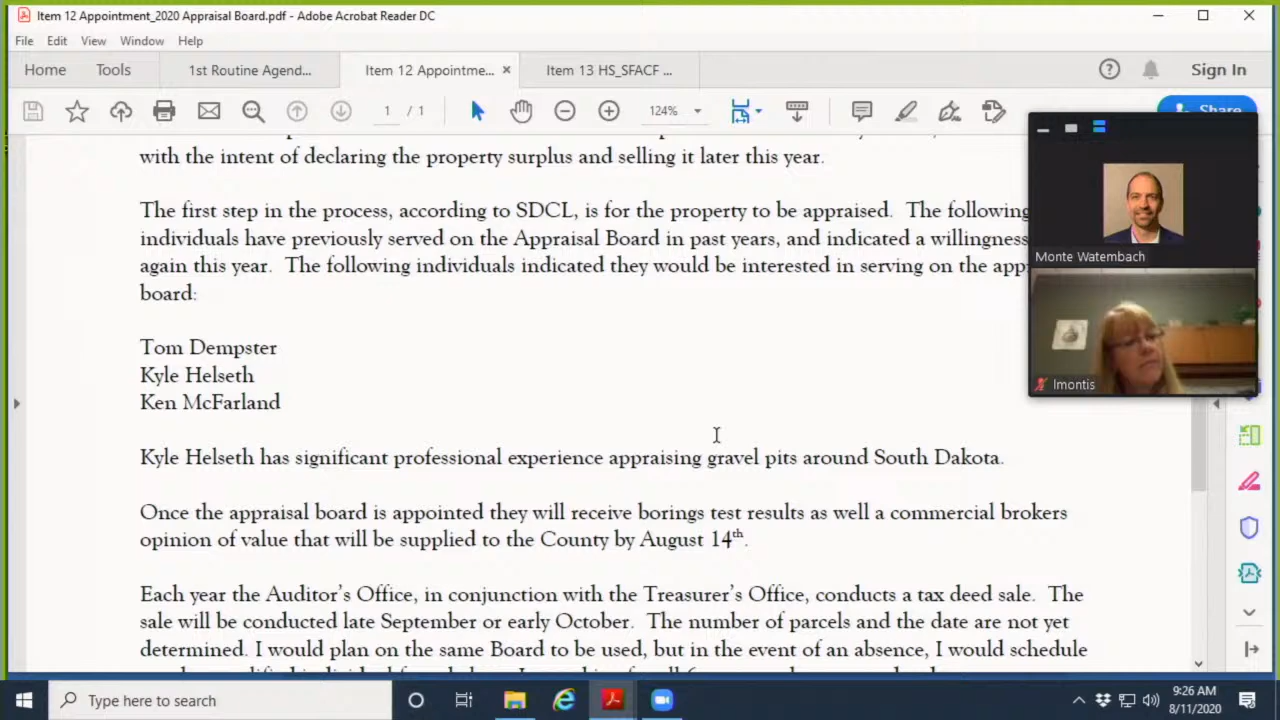 Item 12 Appointment_2020 Appraisal Board.pdf - Adobe Acrobat Reader DC
File Edit View Window Help
Home Tools 1st Routine Agend... Item 12 Appointme... × Item 13 HS_SFACF ... Sign In
1 / 1 124% Share
with the intent of declaring the property surplus and selling it later this year.
The first step in the process, according to SDCL, is for the property to be appraised. The following
individuals have previously served on the Appraisal Board in past years, and indicated a willingness
again this year. The following individuals indicated they would be interested in serving on the app
board:
Monte Watembach
lmontis
Tom Dempster
Kyle Helseth
Ken McFarland
Kyle Helseth has significant professional experience appraising gravel pits around South Dakota.
Once the appraisal board is appointed they will receive borings test results as well a commercial brokers
opinion of value that will be supplied to the County by August 14th.
Each year the Auditor's Office, in conjunction with the Treasurer's Office, conducts a tax deed sale. The
sale will be conducted late September or early October. The number of parcels and the date are not yet
determined. I would plan on the same Board to be used, but in the event of an absence, I would schedule
Type here to search
9:26 AM
8/11/2020